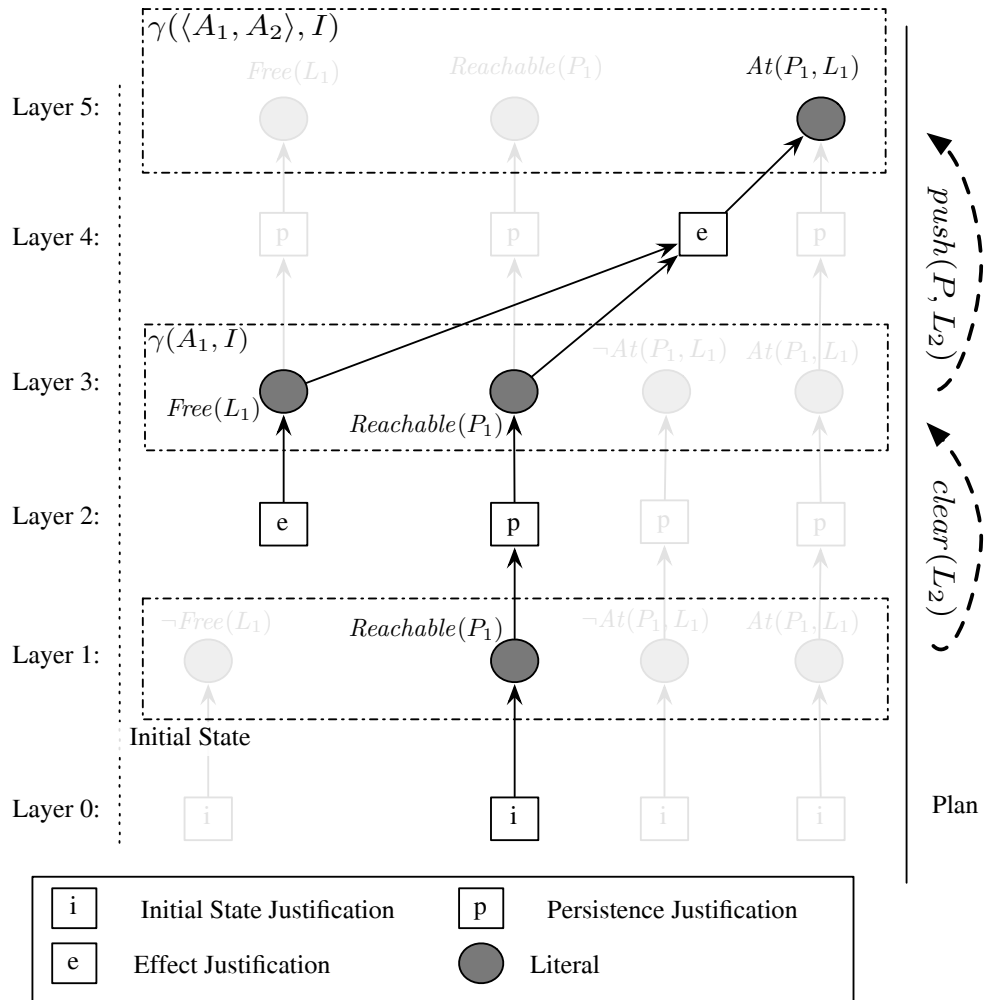 γ(⟨A₁, A₂⟩, I)
Free(L₁) Reachable(P₁) At(P₁, L₁)
Layer 5:
Layer 4: p p e p
push(P, L₂)
γ(A₁, I)
¬At(P₁, L₁) At(P₁, L₁)
Layer 3:
Free(L₁) Reachable(P₁)
Layer 2: e p p p
clear(L₂)
¬Free(L₁) Reachable(P₁) ¬At(P₁, L₁) At(P₁, L₁)
Layer 1:
Initial State
Layer 0: i i i i Plan
i Initial State Justification p Persistence Justification
e Effect Justification Literal